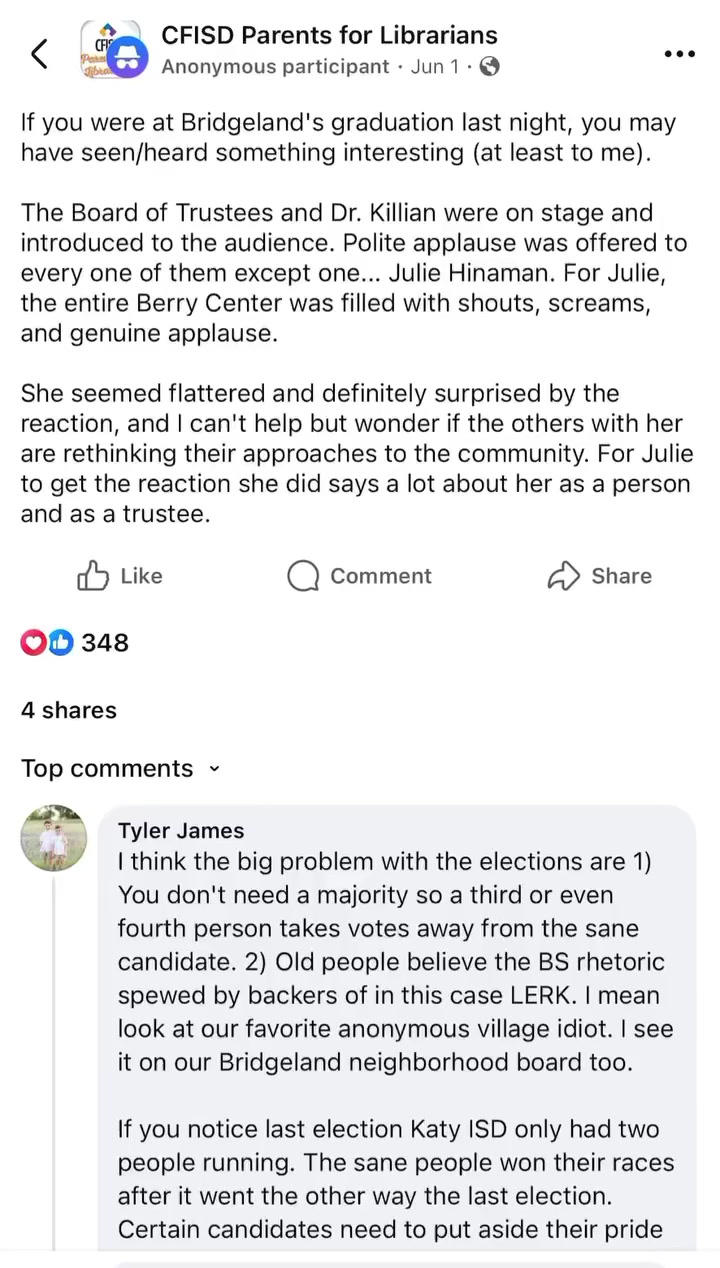 CFISD Parents for Librarians
Anonymous participant · Jun 1 ·
If you were at Bridgeland's graduation last night, you may
have seen/heard something interesting (at least to me).
The Board of Trustees and Dr. Killian were on stage and
introduced to the audience. Polite applause was offered to
every one of them except one... Julie Hinaman. For Julie,
the entire Berry Center was filled with shouts, screams,
and genuine applause.
She seemed flattered and definitely surprised by the
reaction, and I can't help but wonder if the others with her
are rethinking their approaches to the community. For Julie
to get the reaction she did says a lot about her as a person
and as a trustee.
Like
Comment
Share
348
4 shares
Top comments
Tyler James
I think the big problem with the elections are 1)
You don't need a majority so a third or even
fourth person takes votes away from the sane
candidate. 2) Old people believe the BS rhetoric
spewed by backers of in this case LERK. I mean
look at our favorite anonymous village idiot. I see
it on our Bridgeland neighborhood board too.
If you notice last election Katy ISD only had two
people running. The sane people won their races
after it went the other way the last election.
Certain candidates need to put aside their pride